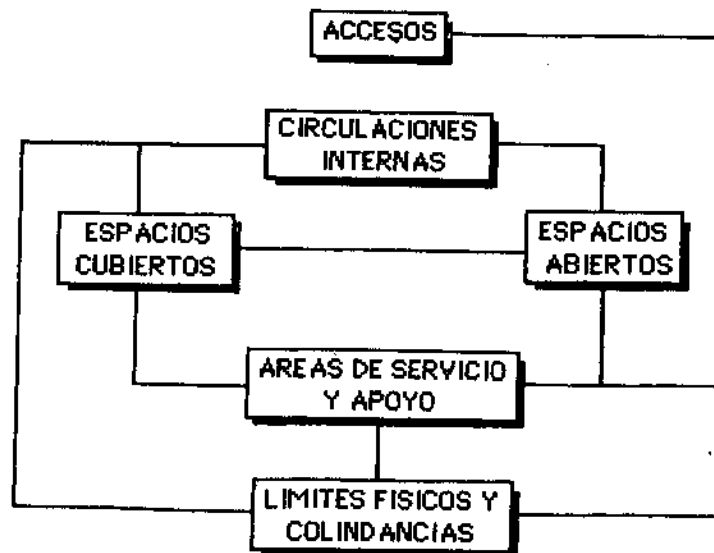 ACCESOS
CIRCULACIONES
INTERNAS
ESPACIOS
CUBIERTOS
ESPACIOS
ABIERTOS
AREAS DE SERVICIO
Y APOYO
LIMITES FISICOS Y
COLINDANCIAS